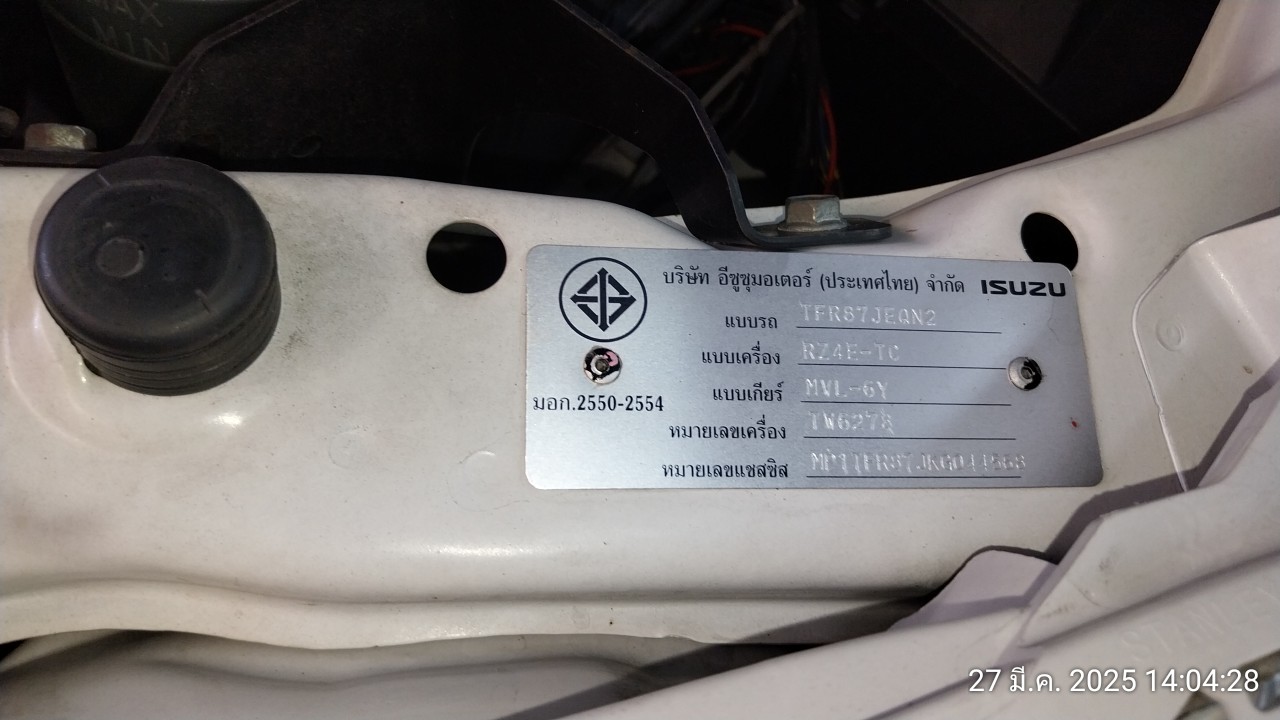 MAX
MIN
บริษัท อีซูซุมอเตอร์ (ประเทศไทย) จำกัด ISUZU
แบบรถ TFR87JEQN2
แบบเครื่อง RZ4E-TC
แบบเกียร์ MVL-6Y
มอก.2550-2554
หมายเลขเครื่อง
หมายเลขแชสซิส
STANLEY
27 มี.ค. 2025 14:04:28